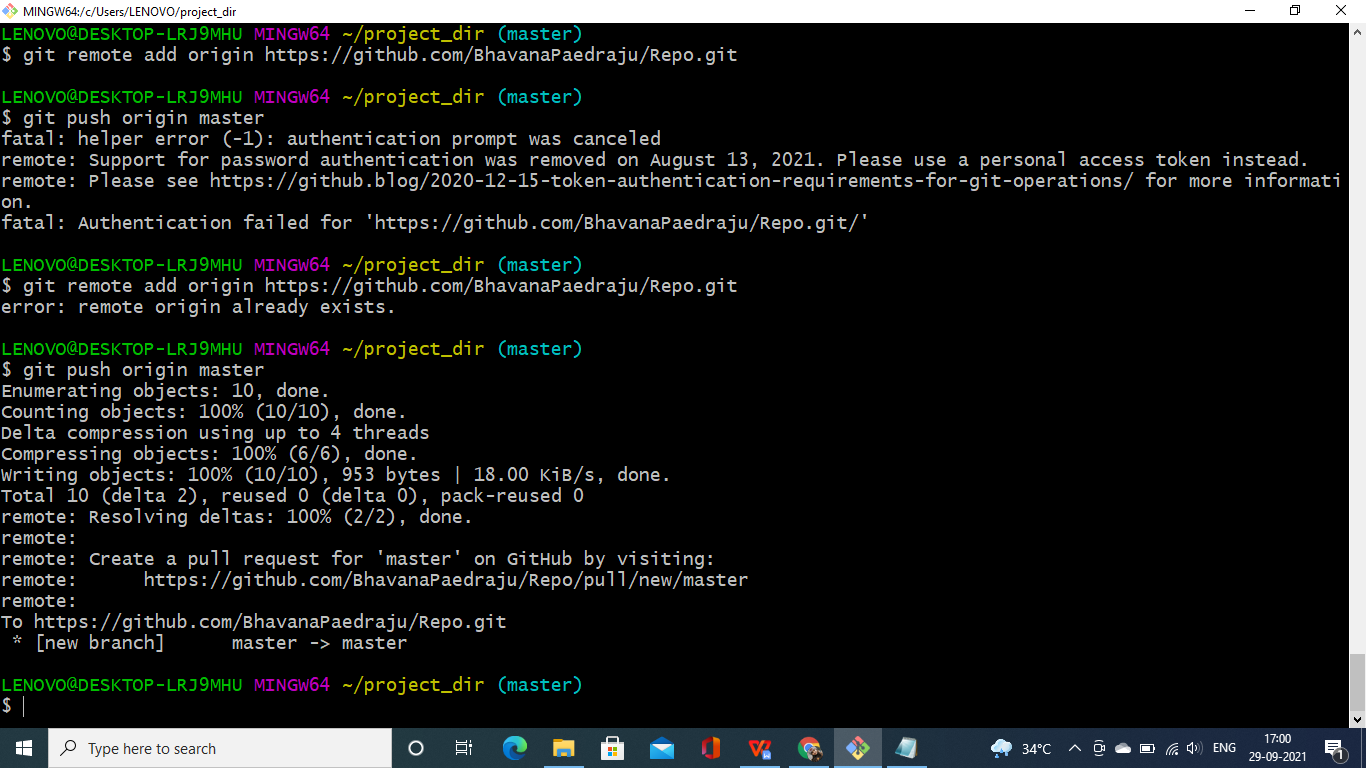 MINGW64:/c/Users/LENOVO/project_dir
LENOVO@DESKTOP-LRJ9MHU MINGW64 ~/project_dir (master)
$ git remote add origin https://github.com/BhavanaPaedraju/Repo.git
LENOVO@DESKTOP-LRJ9MHU MINGW64 ~/project_dir (master)
$ git push origin master
fatal: helper error (-1): authentication prompt was canceled
remote: Support for password authentication was removed on August 13, 2021. Please use a personal access token instead.
remote: Please see https://github.blog/2020-12-15-token-authentication-requirements-for-git-operations/ for more informati
on.
fatal: Authentication failed for 'https://github.com/BhavanaPaedraju/Repo.git/'
LENOVO@DESKTOP-LRJ9MHU MINGW64 ~/project_dir (master)
$ git remote add origin https://github.com/BhavanaPaedraju/Repo.git
error: remote origin already exists.
LENOVO@DESKTOP-LRJ9MHU MINGW64 ~/project_dir (master)
$ git push origin master
Enumerating objects: 10, done.
Counting objects: 100% (10/10), done.
Delta compression using up to 4 threads
Compressing objects: 100% (6/6), done.
Writing objects: 100% (10/10), 953 bytes | 18.00 KiB/s, done.
Total 10 (delta 2), reused 0 (delta 0), pack-reused 0
remote: Resolving deltas: 100% (2/2), done.
remote:
remote: Create a pull request for 'master' on GitHub by visiting:
remote:      https://github.com/BhavanaPaedraju/Repo/pull/new/master
remote:
To https://github.com/BhavanaPaedraju/Repo.git
 * [new branch]      master -> master
LENOVO@DESKTOP-LRJ9MHU MINGW64 ~/project_dir (master)
$
Type here to search
34°C
ENG
17:00
29-09-2021
1